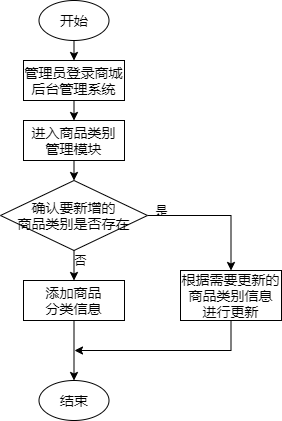 开始
管理员登录商城
后台管理系统
进入商品类别
管理模块
确认要新增的
商品类别是否存在
是
否
添加商品
分类信息
根据需要更新的
商品类别信息
进行更新
结束